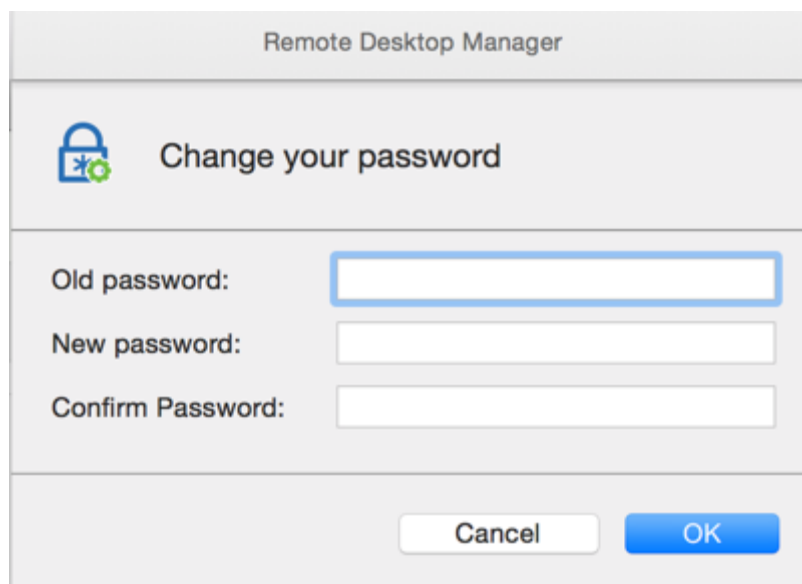 Remote Desktop Manager
Change your password
Old password:
New password:
Confirm Password:
Cancel OK